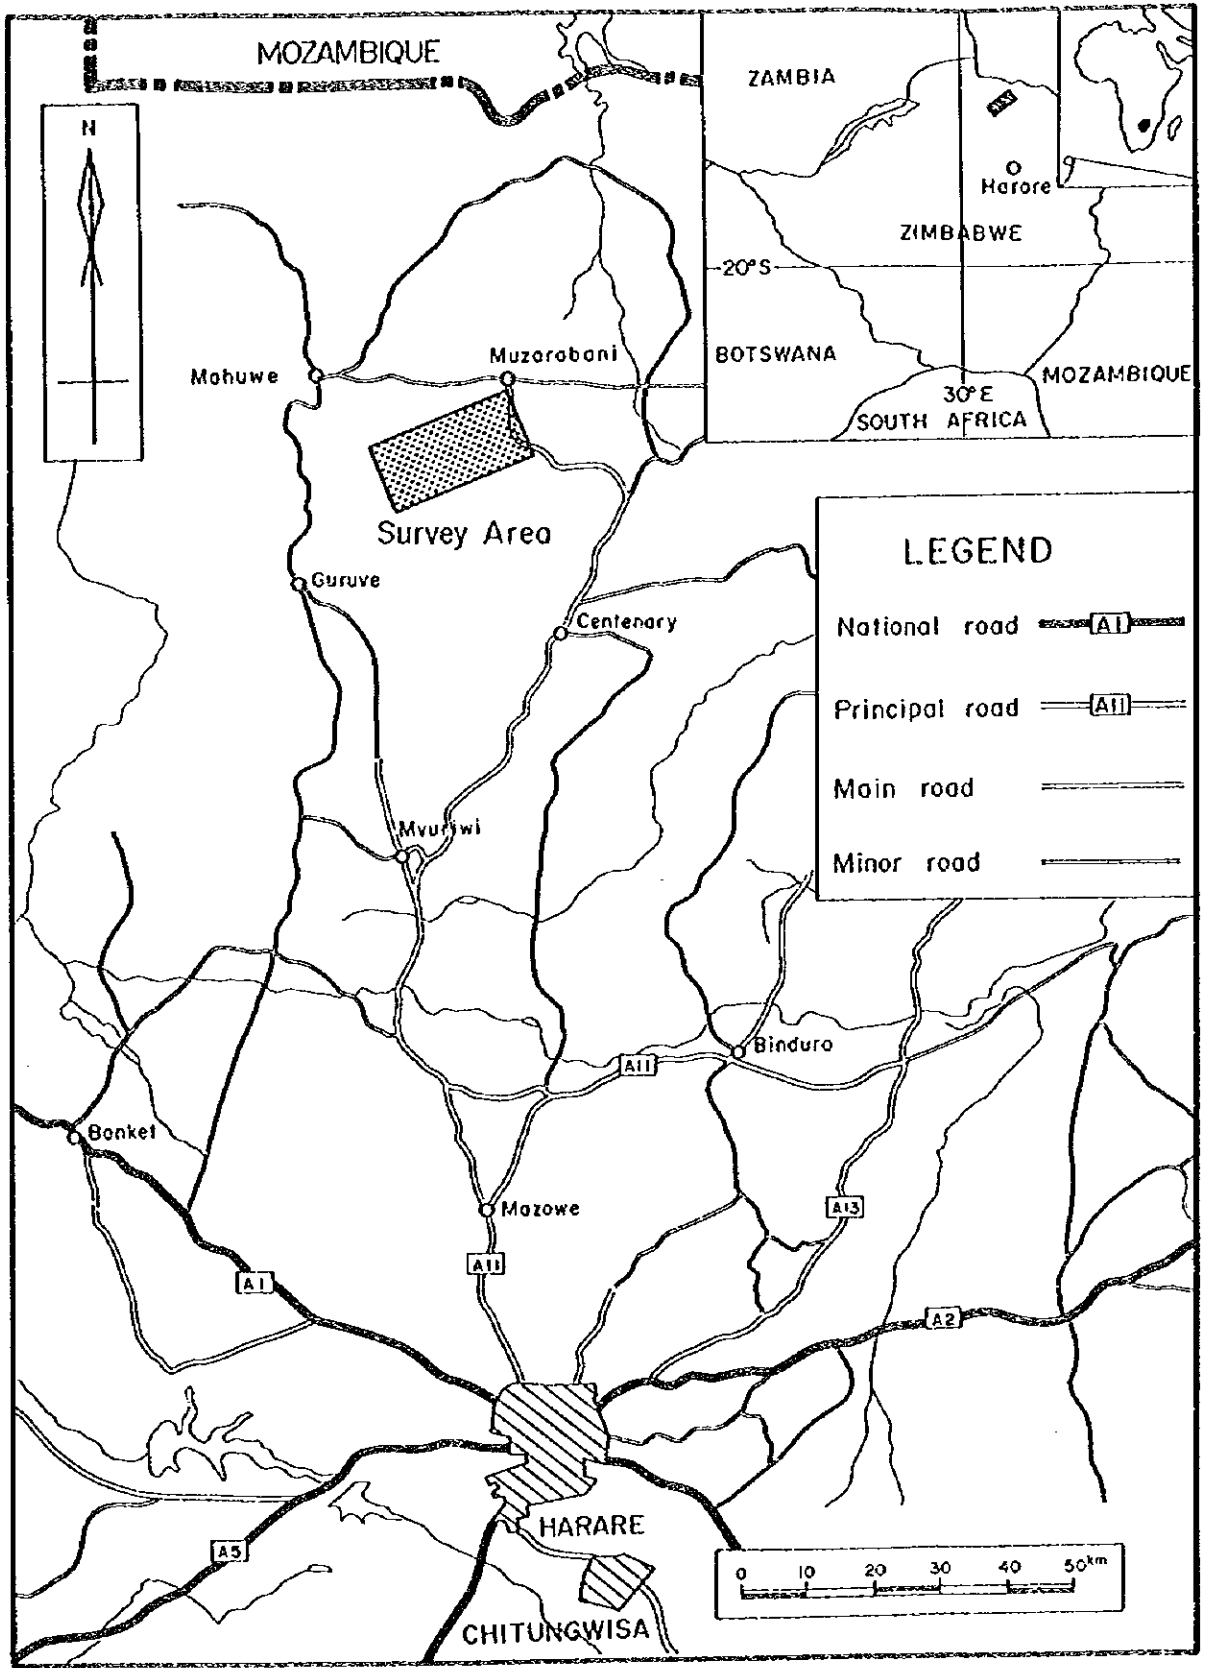 MOZAMBIQUE
ZAMBIA
N
Harare
ZIMBABWE
20°S
BOTSWANA
MOZAMBIQUE
30°E
SOUTH AFRICA
Muzarabani
Mahuwe
Survey Area
LEGEND
National road A1
Principal road A11
Main road
Minor road
Guruve
Centenary
Mvuriwi
Bindura
A11
Banket
Mazowe
A13
A11
A1
A2
HARARE
A5
0 10 20 30 40 50km
CHITUNGWISA